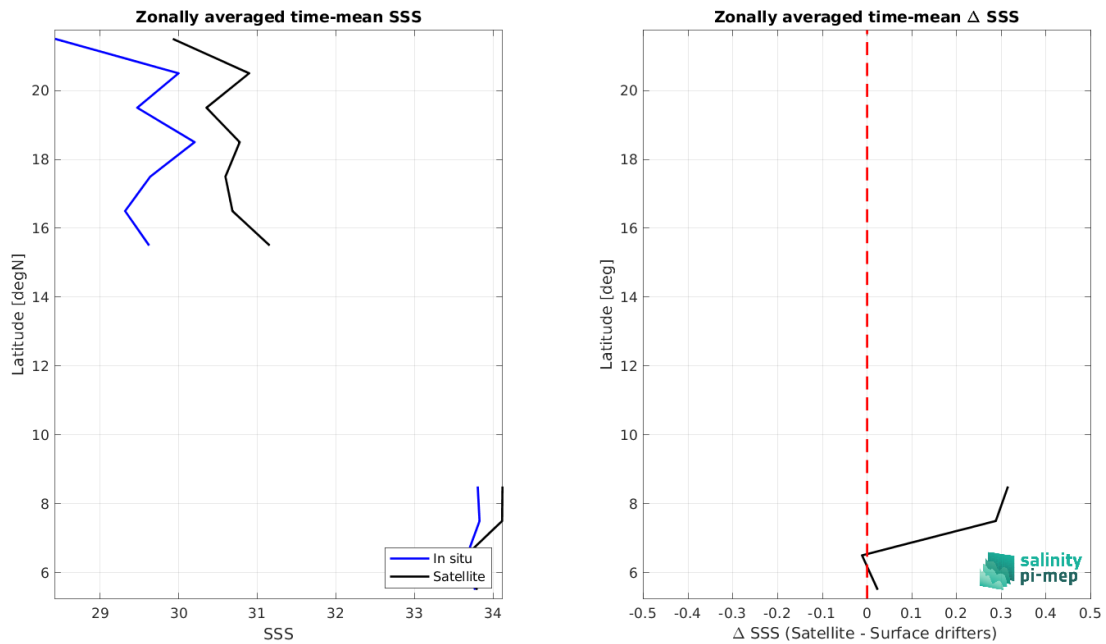 Zonally averaged time-mean SSS
Latitude [degN]
20
18
16
14
12
10
8
6
29 30 31 32 33 34
SSS
In situ
Satellite
Zonally averaged time-mean Δ SSS
Latitude [deg]
20
18
16
14
12
10
8
6
-0.5 -0.4 -0.3 -0.2 -0.1 0 0.1 0.2 0.3 0.4 0.5
Δ SSS (Satellite - Surface drifters)
salinity
pi-mep